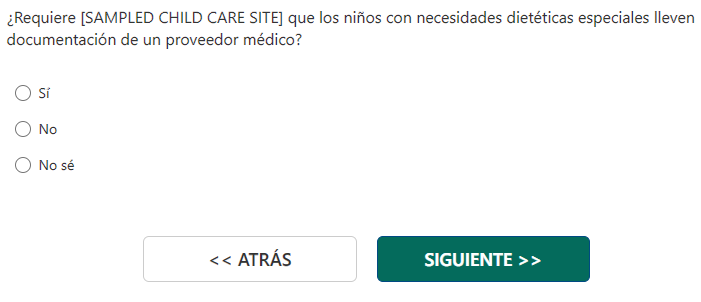 ¿Requiere [SAMPLED CHILD CARE SITE] que los niños con necesidades dietéticas especiales lleven
documentación de un proveedor médico?
Sí
No
No sé
<< ATRÁS
SIGUIENTE >>